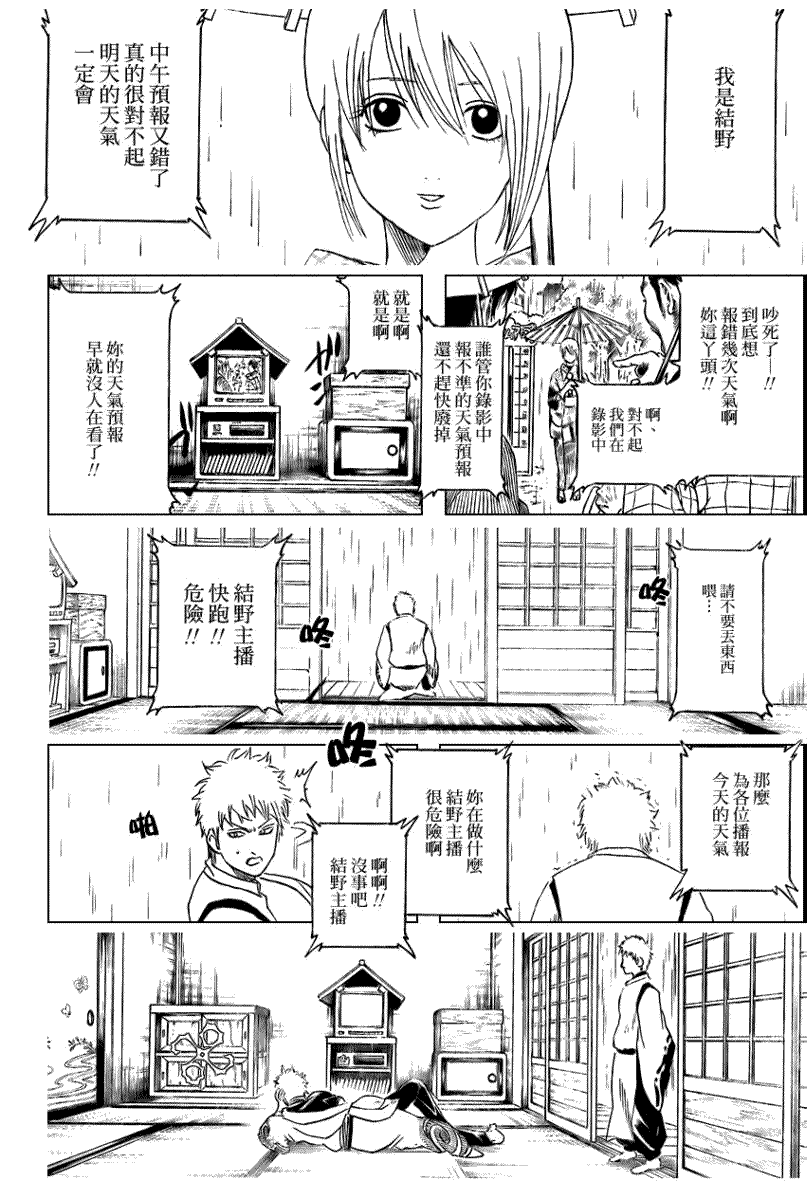 我是結野
中午預報又錯了
真的很對不起
明天的天氣
一定會
吵死了─!!
到底想
報錯幾次天氣啊
妳這丫頭!!
啊、
對不起
我們在
錄影中
誰管你錄影中
報不準的天氣預報
還不趕快廢掉
就是啊
就是啊
妳的天氣預報
早就沒人在看了!!
請不要丟東西
喂…
咚
咚
結野主播
快跑!!
危險!!
那麼
為各位播報
今天的天氣
妳在做什麼
結野主播
很危險啊
咚
啊啊!!
沒事吧
結野主播
啪